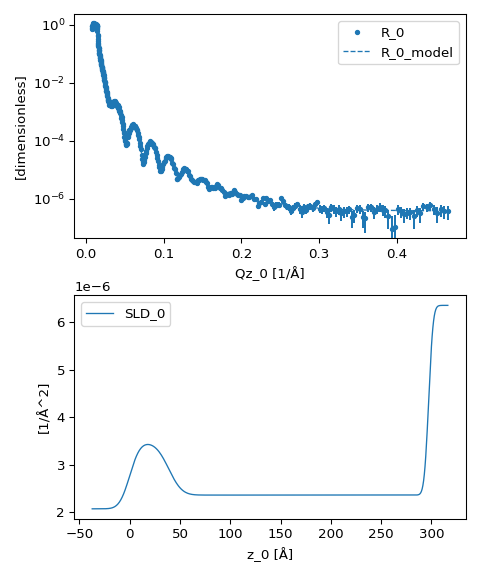 10⁰
10⁻²
10⁻⁴
10⁻⁶
[dimensionless]
R_0
R_0_model
0.0 0.1 0.2 0.3 0.4
Qz_0 [1/Å]
1e−6
6
5
4
3
2
[1/Å^2]
SLD_0
−50 0 50 100 150 200 250 300
z_0 [Å]